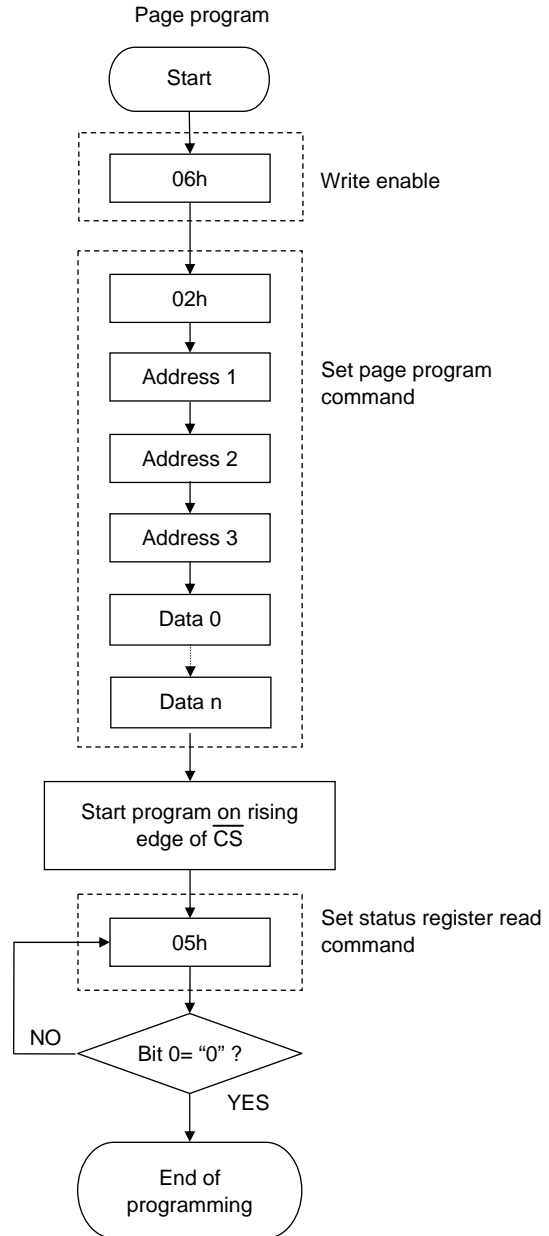 Page program
Start
06h
Write enable
02h
Address 1
Set page program
command
Address 2
Address 3
Data 0
Data n
Start program on rising
edge of C̅S̅
05h
Set status register read
command
NO
Bit 0= “0” ?
YES
End of
programming